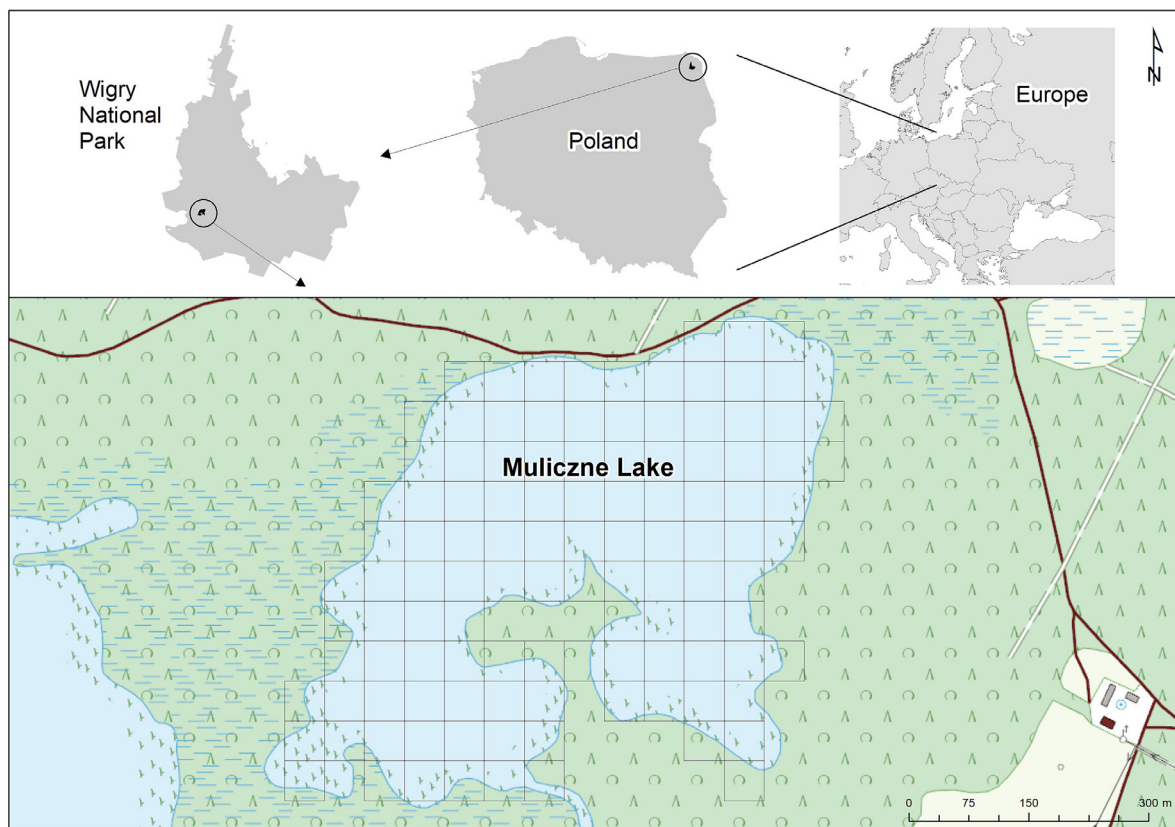 Wigry
National
Park
Poland
Europe
N
Muliczne Lake
0 75 150 300 m